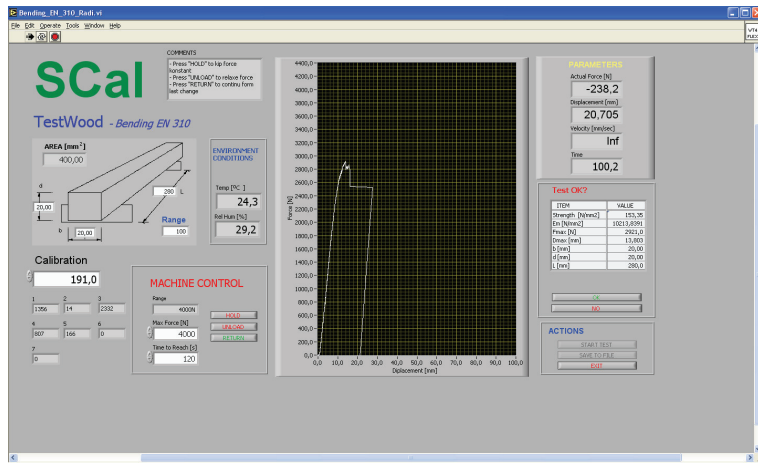 Bending_EN_310_Radi.vi
File Edit Operate Tools Window Help
SCal
TestWood - Bending EN 310
COMMENTS
- Press "HOLD" to kip force
konstant
- Press "UNLOAD" to relaxe force
- Press "RETURN" to continu form
last change
AREA [mm²]
400,00
d
20,00
b
20,00
280 L
Range
100
ENVIRONMENT
CONDITIONS
Temp [ºC ]
24,3
Rel Hum [%]
29,2
Calibration
191,0
1 2 3
1356 14 2332
4 5 6
807 166 0
7
0
MACHINE CONTROL
Range
4000N
Max Force [N]
4000
Time to Reach [s]
120
HOLD
UNLOAD
RETURN
Force [N]
4400,0
4200,0
4000,0
3800,0
3600,0
3400,0
3200,0
3000,0
2800,0
2600,0
2400,0
2200,0
2000,0
1800,0
1600,0
1400,0
1200,0
1000,0
800,0
600,0
400,0
200,0
0,0
0,0 10,0 20,0 30,0 40,0 50,0 60,0 70,0 80,0 90,0 100,0
Diplacement [mm]
PARAMETERS
Actual Force [N]
-238,2
Displacement [mm]
20,705
Velocity [mm/sec]
Inf
Time
100,2
Test OK?
ITEM VALUE
Strength [N/mm2] 153,35
Em [N/mm2] 10213,8391
Fmax [N] 2921,0
Dmax [mm] 13,803
b [mm] 20,00
d [mm] 20,00
L [mm] 280,0
OK
NO
ACTIONS
START TEST
SAVE TO FILE
EXIT